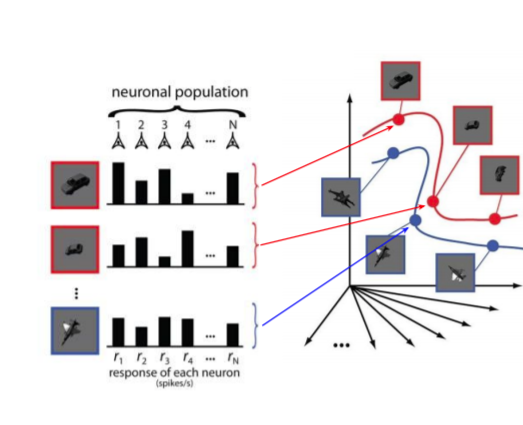 neuronal population
1 2 3 4 ... N
...
...
...
r1 r2 r3 r4 ... rN
response of each neuron
(spikes/s)
...